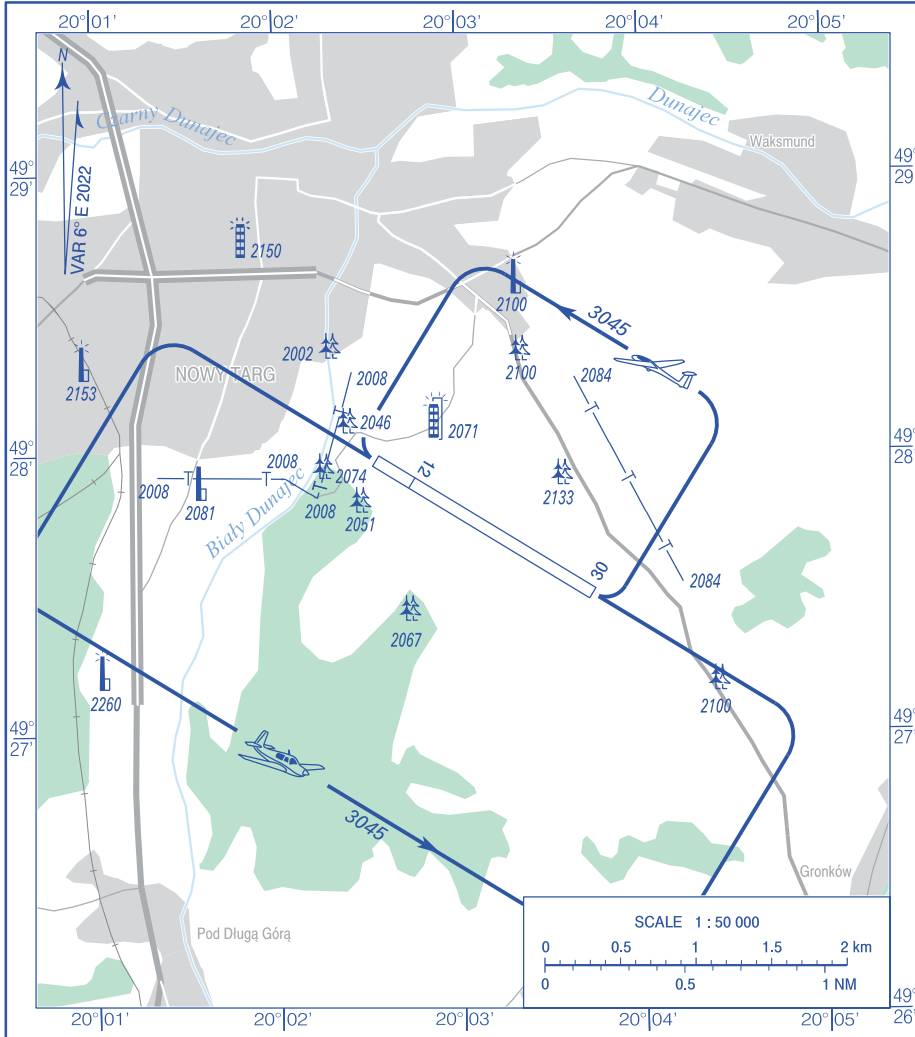 20°01' 20°02' 20°03' 20°04' 20°05'
N
Czarny Dunajec
Dunajec
Waksmund
49° 29'
49° 29'
VAR 6° E 2022
2150
2100
3045
2002
2100
2153
NOWY TARG
2008
2084
2046
2071
49° 28'
49° 28'
2008
2008
2074
12
2133
2081
2008
2051
Biały Dunajec
30
2084
2067
2260
2100
49° 27'
49° 27'
3045
Gronków
Pod Długą Górą
SCALE 1 : 50 000
0 0.5 1 1.5 2 km
0 0.5 1 NM
49° 26'
20°01' 20°02' 20°03' 20°04' 20°05'